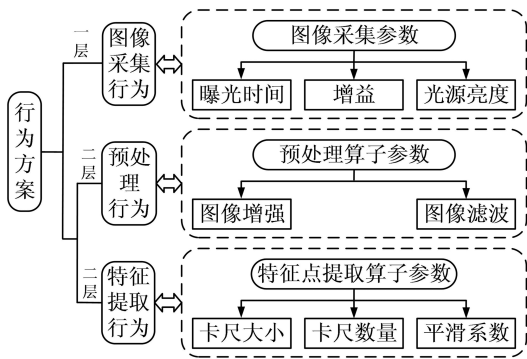 行为方案
一层
图像采集行为
图像采集参数
曝光时间
增益
光源亮度
二层
预处理行为
预处理算子参数
图像增强
图像滤波
二层
特征提取行为
特征点提取算子参数
卡尺大小
卡尺数量
平滑系数